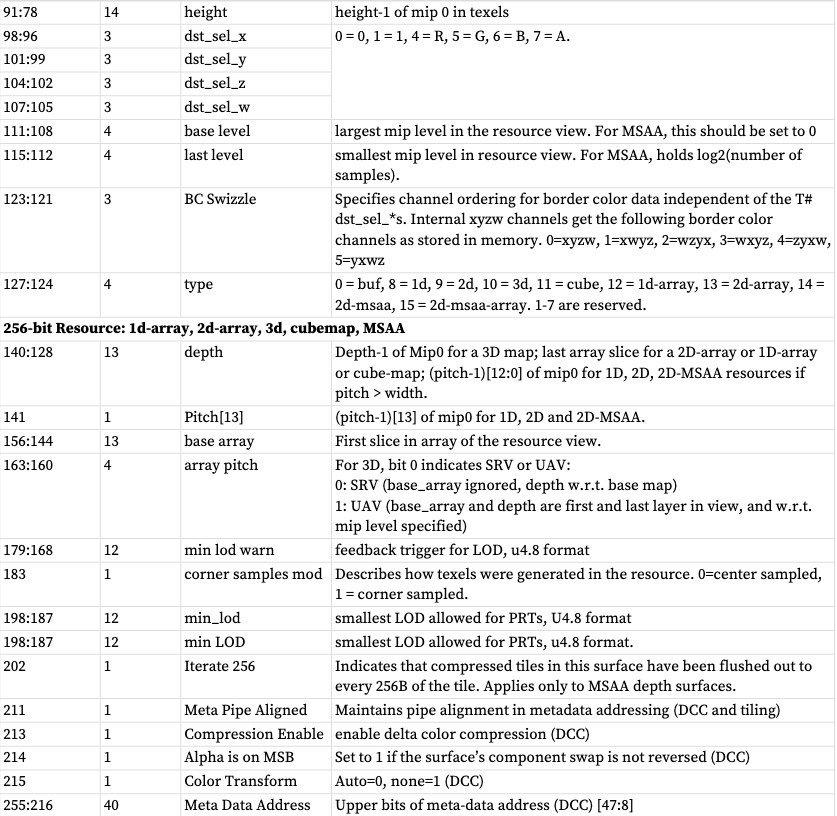 91:78 14 height height-1 of mip 0 in texels
98:96 3 dst_sel_x 0 = 0, 1 = 1, 4 = R, 5 = G, 6 = B, 7 = A.
101:99 3 dst_sel_y
104:102 3 dst_sel_z
107:105 3 dst_sel_w
111:108 4 base level largest mip level in the resource view. For MSAA, this should be set to 0
115:112 4 last level smallest mip level in resource view. For MSAA, holds log2(number of
samples).
123:121 3 BC Swizzle Specifies channel ordering for border color data independent of the T#
dst_sel_*s. Internal xyzw channels get the following border color
channels as stored in memory. 0=xyzw, 1=xwyz, 2=wzyx, 3=wxyz, 4=zyxw,
5=yxwz
127:124 4 type 0 = buf, 8 = 1d, 9 = 2d, 10 = 3d, 11 = cube, 12 = 1d-array, 13 = 2d-array, 14 =
2d-msaa, 15 = 2d-msaa-array. 1-7 are reserved.
256-bit Resource: 1d-array, 2d-array, 3d, cubemap, MSAA
140:128 13 depth Depth-1 of Mip0 for a 3D map; last array slice for a 2D-array or 1D-array
or cube-map; (pitch-1)[12:0] of mip0 for 1D, 2D, 2D-MSAA resources if
pitch > width.
141 1 Pitch[13] (pitch-1)[13] of mip0 for 1D, 2D and 2D-MSAA.
156:144 13 base array First slice in array of the resource view.
163:160 4 array pitch For 3D, bit 0 indicates SRV or UAV:
0: SRV (base_array ignored, depth w.r.t. base map)
1: UAV (base_array and depth are first and last layer in view, and w.r.t.
mip level specified)
179:168 12 min lod warn feedback trigger for LOD, u4.8 format
183 1 corner samples mod Describes how texels were generated in the resource. 0=center sampled,
1 = corner sampled.
198:187 12 min_lod smallest LOD allowed for PRTs, U4.8 format
198:187 12 min LOD smallest LOD allowed for PRTs, u4.8 format.
202 1 Iterate 256 Indicates that compressed tiles in this surface have been flushed out to
every 256B of the tile. Applies only to MSAA depth surfaces.
211 1 Meta Pipe Aligned Maintains pipe alignment in metadata addressing (DCC and tiling)
213 1 Compression Enable enable delta color compression (DCC)
214 1 Alpha is on MSB Set to 1 if the surface's component swap is not reversed (DCC)
215 1 Color Transform Auto=0, none=1 (DCC)
255:216 40 Meta Data Address Upper bits of meta-data address (DCC) [47:8]